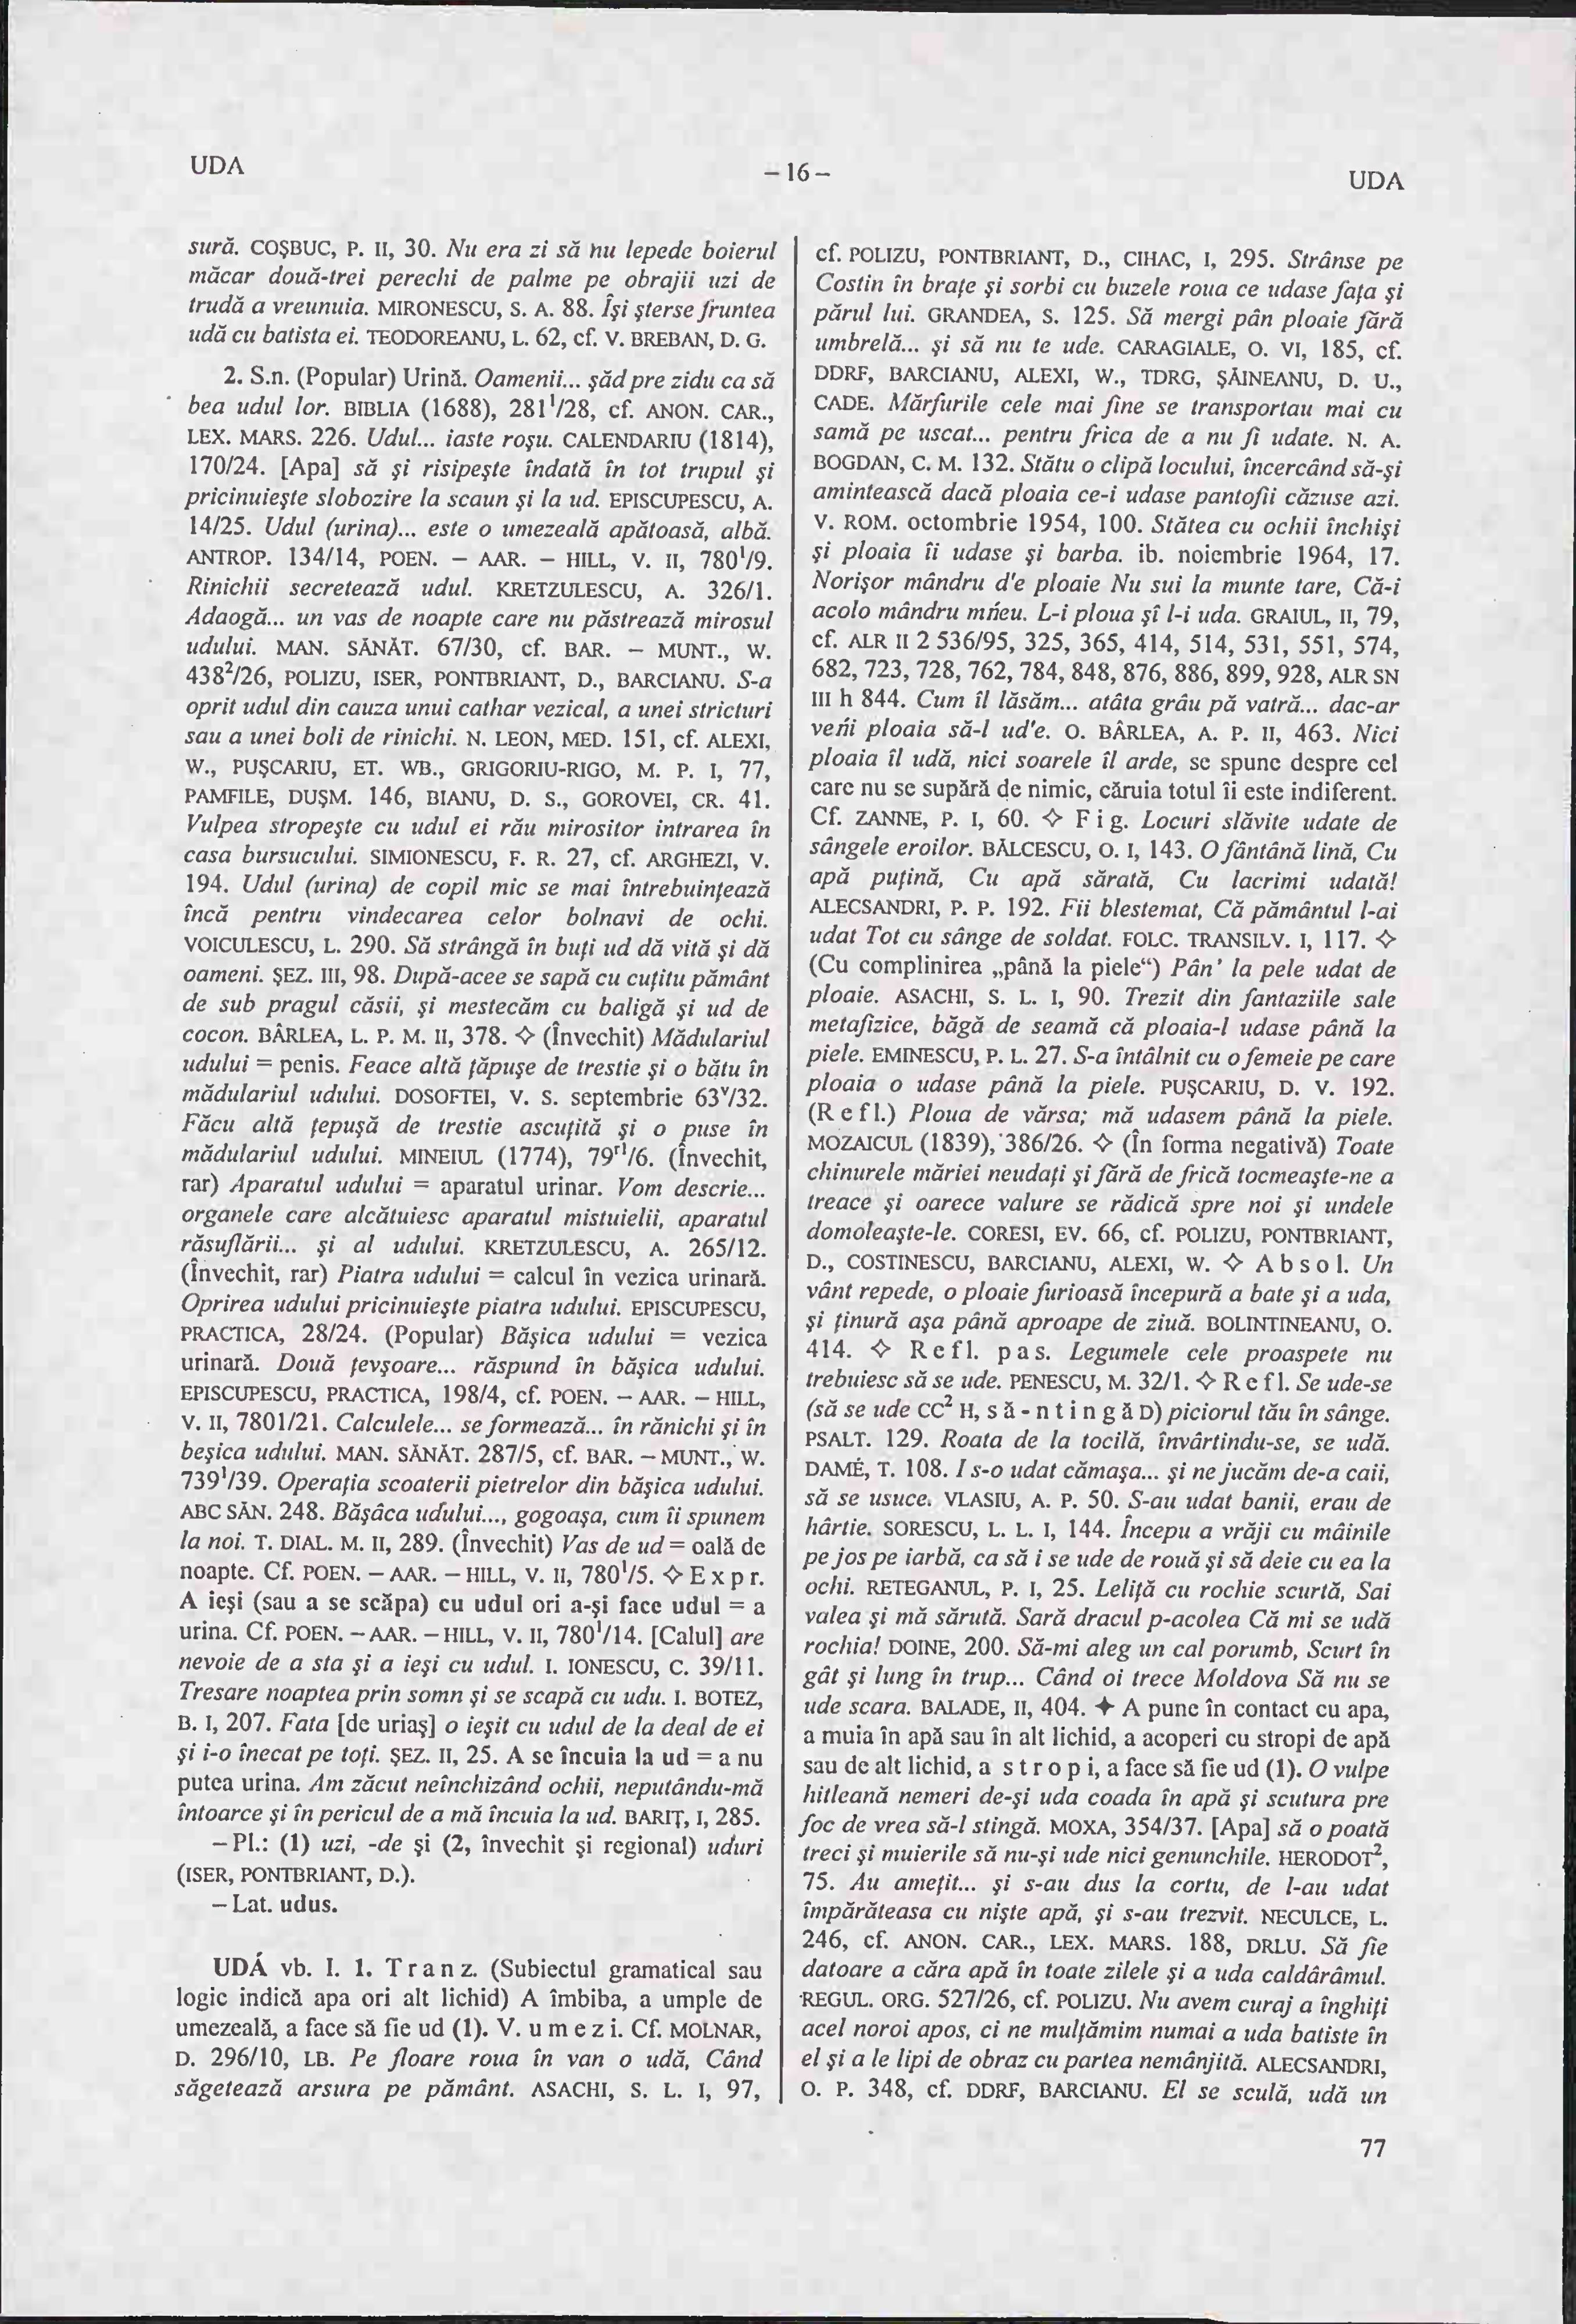 UDA
– 16 –
UDA
sură. COŞBUC, P. II, 30. Nu era zi să nu lepede boierul
măcar două-trei perechi de palme pe obrajii uzi de
trudă a vreunuia. MIRONESCU, S. A. 88. Îşi şterse fruntea
udă cu batista ei. TEODOREANU, L. 62, cf. V. BREBAN, D. G.
2. S.n. (Popular) Urină. Oamenii... şăd pre zidu ca să
bea udul lor. BIBLIA (1688), 281¹/28, cf. ANON. CAR.,
LEX. MARS. 226. Udul... iaste roşu. CALENDARIU (1814),
170/24. [Apa] să şi risipeşte îndată în tot trupul şi
pricinuieşte slobozire la scaun şi la ud. EPISCUPESCU, A.
14/25. Udul (urina)... este o umezeală apătoasă, albă.
ANTROP. 134/14, POEN. – AAR. – HILL, V. II, 780¹/9.
Rinichii secretează udul. KRETZULESCU, A. 326/1.
Adaogă... un vas de noapte care nu păstrează mirosul
udului. MAN. SĂNĂT. 67/30, cf. BAR. – MUNT., W.
438²/26, POLIZU, ISER, PONTBRIANT, D., BARCIANU. S-a
oprit udul din cauza unui cathar vezical, a unei stricturi
sau a unei boli de rinichi. N. LEON, MED. 151, cf. ALEXI,
W., PUŞCARIU, ET. WB., GRIGORIU-RIGO, M. P. I, 77,
PAMFILE, DUŞM. 146, BIANU, D. S., GOROVEI, CR. 41.
Vulpea stropeşte cu udul ei rău mirositor intrarea în
casa bursucului. SIMIONESCU, F. R. 27, cf. ARGHEZI, V.
194. Udul (urina) de copil mic se mai întrebuinţează
încă pentru vindecarea celor bolnavi de ochi.
VOICULESCU, L. 290. Să strângă în buţi ud dă vită şi dă
oameni. ŞEZ. III, 98. După-acee se sapă cu cuţitu pământ
de sub pragul căsii, şi mestecăm cu baligă şi ud de
cocon. BÂRLEA, L. P. M. II, 378. ◇ (Învechit) Mădulariul
udului = penis. Feace altă ţăpuşe de trestie şi o bătu în
mădulariul udului. DOSOFTEI, V. S. septembrie 63ᵛ/32.
Făcu altă ţepuşă de trestie ascuţită şi o puse în
mădulariul udului. MINEIUL (1774), 79ʳ¹/6. (Învechit,
rar) Aparatul udului = aparatul urinar. Vom descrie...
organele care alcătuiesc aparatul mistuielii, aparatul
răsuflării... şi al udului. KRETZULESCU, A. 265/12.
(Învechit, rar) Piatra udului = calcul în vezica urinară.
Oprirea udului pricinuieşte piatra udului. EPISCUPESCU,
PRACTICA, 28/24. (Popular) Băşica udului = vezica
urinară. Două ţevşoare... răspund în băşica udului.
EPISCUPESCU, PRACTICA, 198/4, cf. POEN. – AAR. – HILL,
V. II, 7801/21. Calculele... se formează... în rănichi şi în
beşica udului. MAN. SĂNĂT. 287/5, cf. BAR. – MUNT., W.
739¹/39. Operaţia scoaterii pietrelor din băşica udului.
ABC SĂN. 248. Băşâca udului..., gogoaşa, cum îi spunem
la noi. T. DIAL. M. II, 289. (Învechit) Vas de ud = oală de
noapte. Cf. POEN. – AAR. – HILL, V. II, 780¹/5. ◇ E x p r.
A ieşi (sau a se scăpa) cu udul ori a-şi face udul = a
urina. Cf. POEN. – AAR. – HILL, V. II, 780¹/14. [Calul] are
nevoie de a sta şi a ieşi cu udul. I. IONESCU, C. 39/11.
Tresare noaptea prin somn şi se scapă cu udu. I. BOTEZ,
B. I, 207. Fata [de uriaş] o ieşit cu udul de la deal de ei
şi i-o înecat pe toţi. ŞEZ. II, 25. A se încuia la ud = a nu
putea urina. Am zăcut neînchizând ochii, neputându-mă
întoarce şi în pericul de a mă încuia la ud. BARIŢ, I, 285.
– Pl.: (1) uzi, -de şi (2, învechit şi regional) uduri
(ISER, PONTBRIANT, D.).
– Lat. udus.
UDÁ vb. I. 1. T r a n z. (Subiectul gramatical sau
logic indică apa ori alt lichid) A îmbiba, a umple de
umezeală, a face să fie ud (1). V. u m e z i. Cf. MOLNAR,
D. 296/10, LB. Pe floare roua în van o udă, Când
săgetează arsura pe pământ. ASACHI, S. L. I, 97,
cf. POLIZU, PONTBRIANT, D., CIHAC, I, 295. Strânse pe
Costin în braţe şi sorbi cu buzele roua ce udase faţa şi
părul lui. GRANDEA, S. 125. Să mergi pân ploaie fără
umbrelă... şi să nu te ude. CARAGIALE, O. VI, 185, cf.
DDRF, BARCIANU, ALEXI, W., TDRG, ŞĂINEANU, D. U.,
CADE. Mărfurile cele mai fine se transportau mai cu
samă pe uscat... pentru frica de a nu fi udate. N. A.
BOGDAN, C. M. 132. Stătu o clipă locului, încercând să-şi
amintească dacă ploaia ce-i udase pantofii căzuse azi.
V. ROM. octombrie 1954, 100. Stătea cu ochii închişi
şi ploaia îi udase şi barba. ib. noiembrie 1964, 17.
Norişor mândru d'e ploaie Nu sui la munte tare, Că-i
acolo mândru mńeu. L-i ploua şî l-i uda. GRAIUL, II, 79,
cf. ALR II 2 536/95, 325, 365, 414, 514, 531, 551, 574,
682, 723, 728, 762, 784, 848, 876, 886, 899, 928, ALR SN
III h 844. Cum îl lăsăm... atâta grâu pă vatră... dac-ar
veńi ploaia să-l ud'e. O. BÂRLEA, A. P. II, 463. Nici
ploaia îl udă, nici soarele îl arde, se spune despre cel
care nu se supără de nimic, căruia totul îi este indiferent.
Cf. ZANNE, P. I, 60. ◇ F i g. Locuri slăvite udate de
sângele eroilor. BĂLCESCU, O. I, 143. O fântână lină, Cu
apă puţină, Cu apă sărată, Cu lacrimi udată!
ALECSANDRI, P. P. 192. Fii blestemat, Că pământul l-ai
udat Tot cu sânge de soldat. FOLC. TRANSILV. I, 117. ◇
(Cu complinirea „până la piele“) Pân’ la pele udat de
ploaie. ASACHI, S. L. I, 90. Trezit din fantaziile sale
metafizice, băgă de seamă că ploaia-l udase până la
piele. EMINESCU, P. L. 27. S-a întâlnit cu o femeie pe care
ploaia o udase până la piele. PUŞCARIU, D. V. 192.
(R e f l.) Ploua de vărsa; mă udasem până la piele.
MOZAICUL (1839), 386/26. ◇ (În forma negativă) Toate
chinurele măriei neudaţi şi fără de frică tocmeaşte-ne a
treace şi oarece valure se rădică spre noi şi undele
domoleaşte-le. CORESI, EV. 66, cf. POLIZU, PONTBRIANT,
D., COSTINESCU, BARCIANU, ALEXI, W. ◇ A b s o l. Un
vânt repede, o ploaie furioasă începură a bate şi a uda,
şi ţinură aşa până aproape de ziuă. BOLINTINEANU, O.
414. ◇ R e f l. p a s. Legumele cele proaspete nu
trebuiesc să se ude. PENESCU, M. 32/1. ◇ R e f l. Se ude-se
(să se ude CC² H, s ă - n t i n g ă D) piciorul tău în sânge.
PSALT. 129. Roata de la tocilă, învârtindu-se, se udă.
DAMÉ, T. 108. I s-o udat cămaşa... şi ne jucăm de-a caii,
să se usuce. VLASIU, A. P. 50. S-au udat banii, erau de
hârtie. SORESCU, L. L. I, 144. Începu a vrăji cu mâinile
pe jos pe iarbă, ca să i se ude de rouă şi să deie cu ea la
ochi. RETEGANUL, P. I, 25. Leliţă cu rochie scurtă, Sai
valea şi mă sărută. Sară dracul p-acolea Că mi se udă
rochia! DOINE, 200. Să-mi aleg un cal porumb, Scurt în
gât şi lung în trup... Când oi trece Moldova Să nu se
ude scara. BALADE, II, 404. ✦ A pune în contact cu apa,
a muia în apă sau în alt lichid, a acoperi cu stropi de apă
sau de alt lichid, a s t r o p i, a face să fie ud (1). O vulpe
hitleană nemeri de-şi uda coada în apă şi scutura pre
foc de vrea să-l stingă. MOXA, 354/37. [Apa] să o poată
treci şi muierile să nu-şi ude nici genunchile. HERODOT²,
75. Au ameţit... şi s-au dus la cortu, de l-au udat
împărăteasa cu nişte apă, şi s-au trezvit. NECULCE, L.
246, cf. ANON. CAR., LEX. MARS. 188, DRLU. Să fie
datoare a căra apă în toate zilele şi a uda caldărâmul.
REGUL. ORG. 527/26, cf. POLIZU. Nu avem curaj a înghiţi
acel noroi apos, ci ne mulţămim numai a uda batiste în
el şi a le lipi de obraz cu partea nemânjită. ALECSANDRI,
O. P. 348, cf. DDRF, BARCIANU. El se sculă, udă un
77